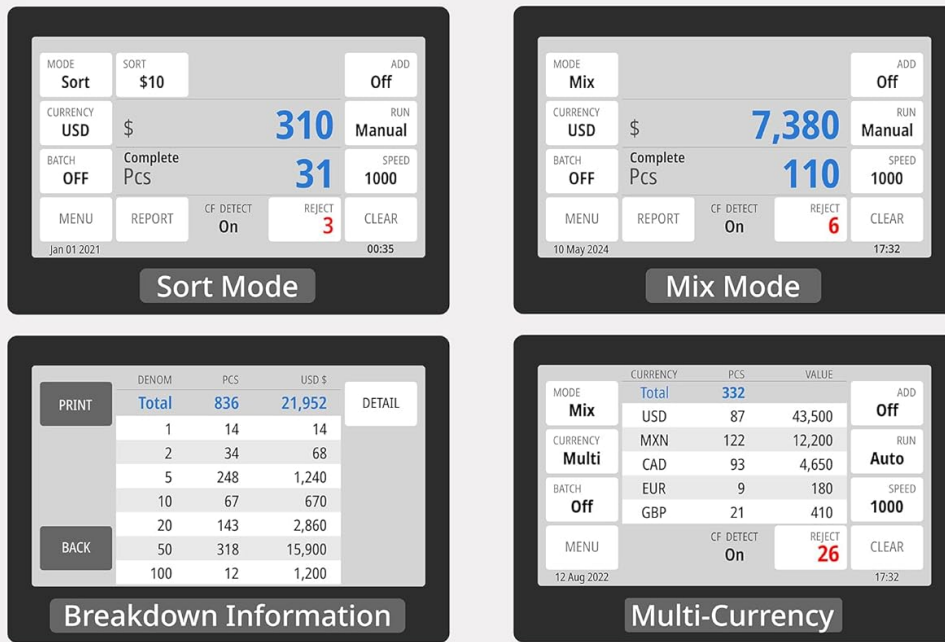 MODE
Sort
SORT
$10
ADD
Off
CURRENCY
USD
$ 310
RUN
Manual
BATCH
OFF
Complete
Pcs 31
SPEED
1000
MENU
REPORT
CF DETECT
On
REJECT
3
CLEAR
Jan 01 2021
00:35
Sort Mode
MODE
Mix
ADD
Off
CURRENCY
USD
$ 7,380
RUN
Manual
BATCH
OFF
Complete
Pcs 110
SPEED
1000
MENU
REPORT
CF DETECT
On
REJECT
6
CLEAR
10 May 2024
17:32
Mix Mode
PRINT
BACK
DENOM PCS USD $
Total 836 21,952
1 14 14
2 34 68
5 248 1,240
10 67 670
20 143 2,860
50 318 15,900
100 12 1,200
DETAIL
Breakdown Information
MODE
Mix
CURRENCY
Multi
BATCH
Off
MENU
12 Aug 2022
CURRENCY PCS VALUE
Total 332
USD 87 43,500
MXN 122 12,200
CAD 93 4,650
EUR 9 180
GBP 21 410
CF DETECT
On
REJECT
26
ADD
Off
RUN
Auto
SPEED
1000
CLEAR
17:32
Multi-Currency